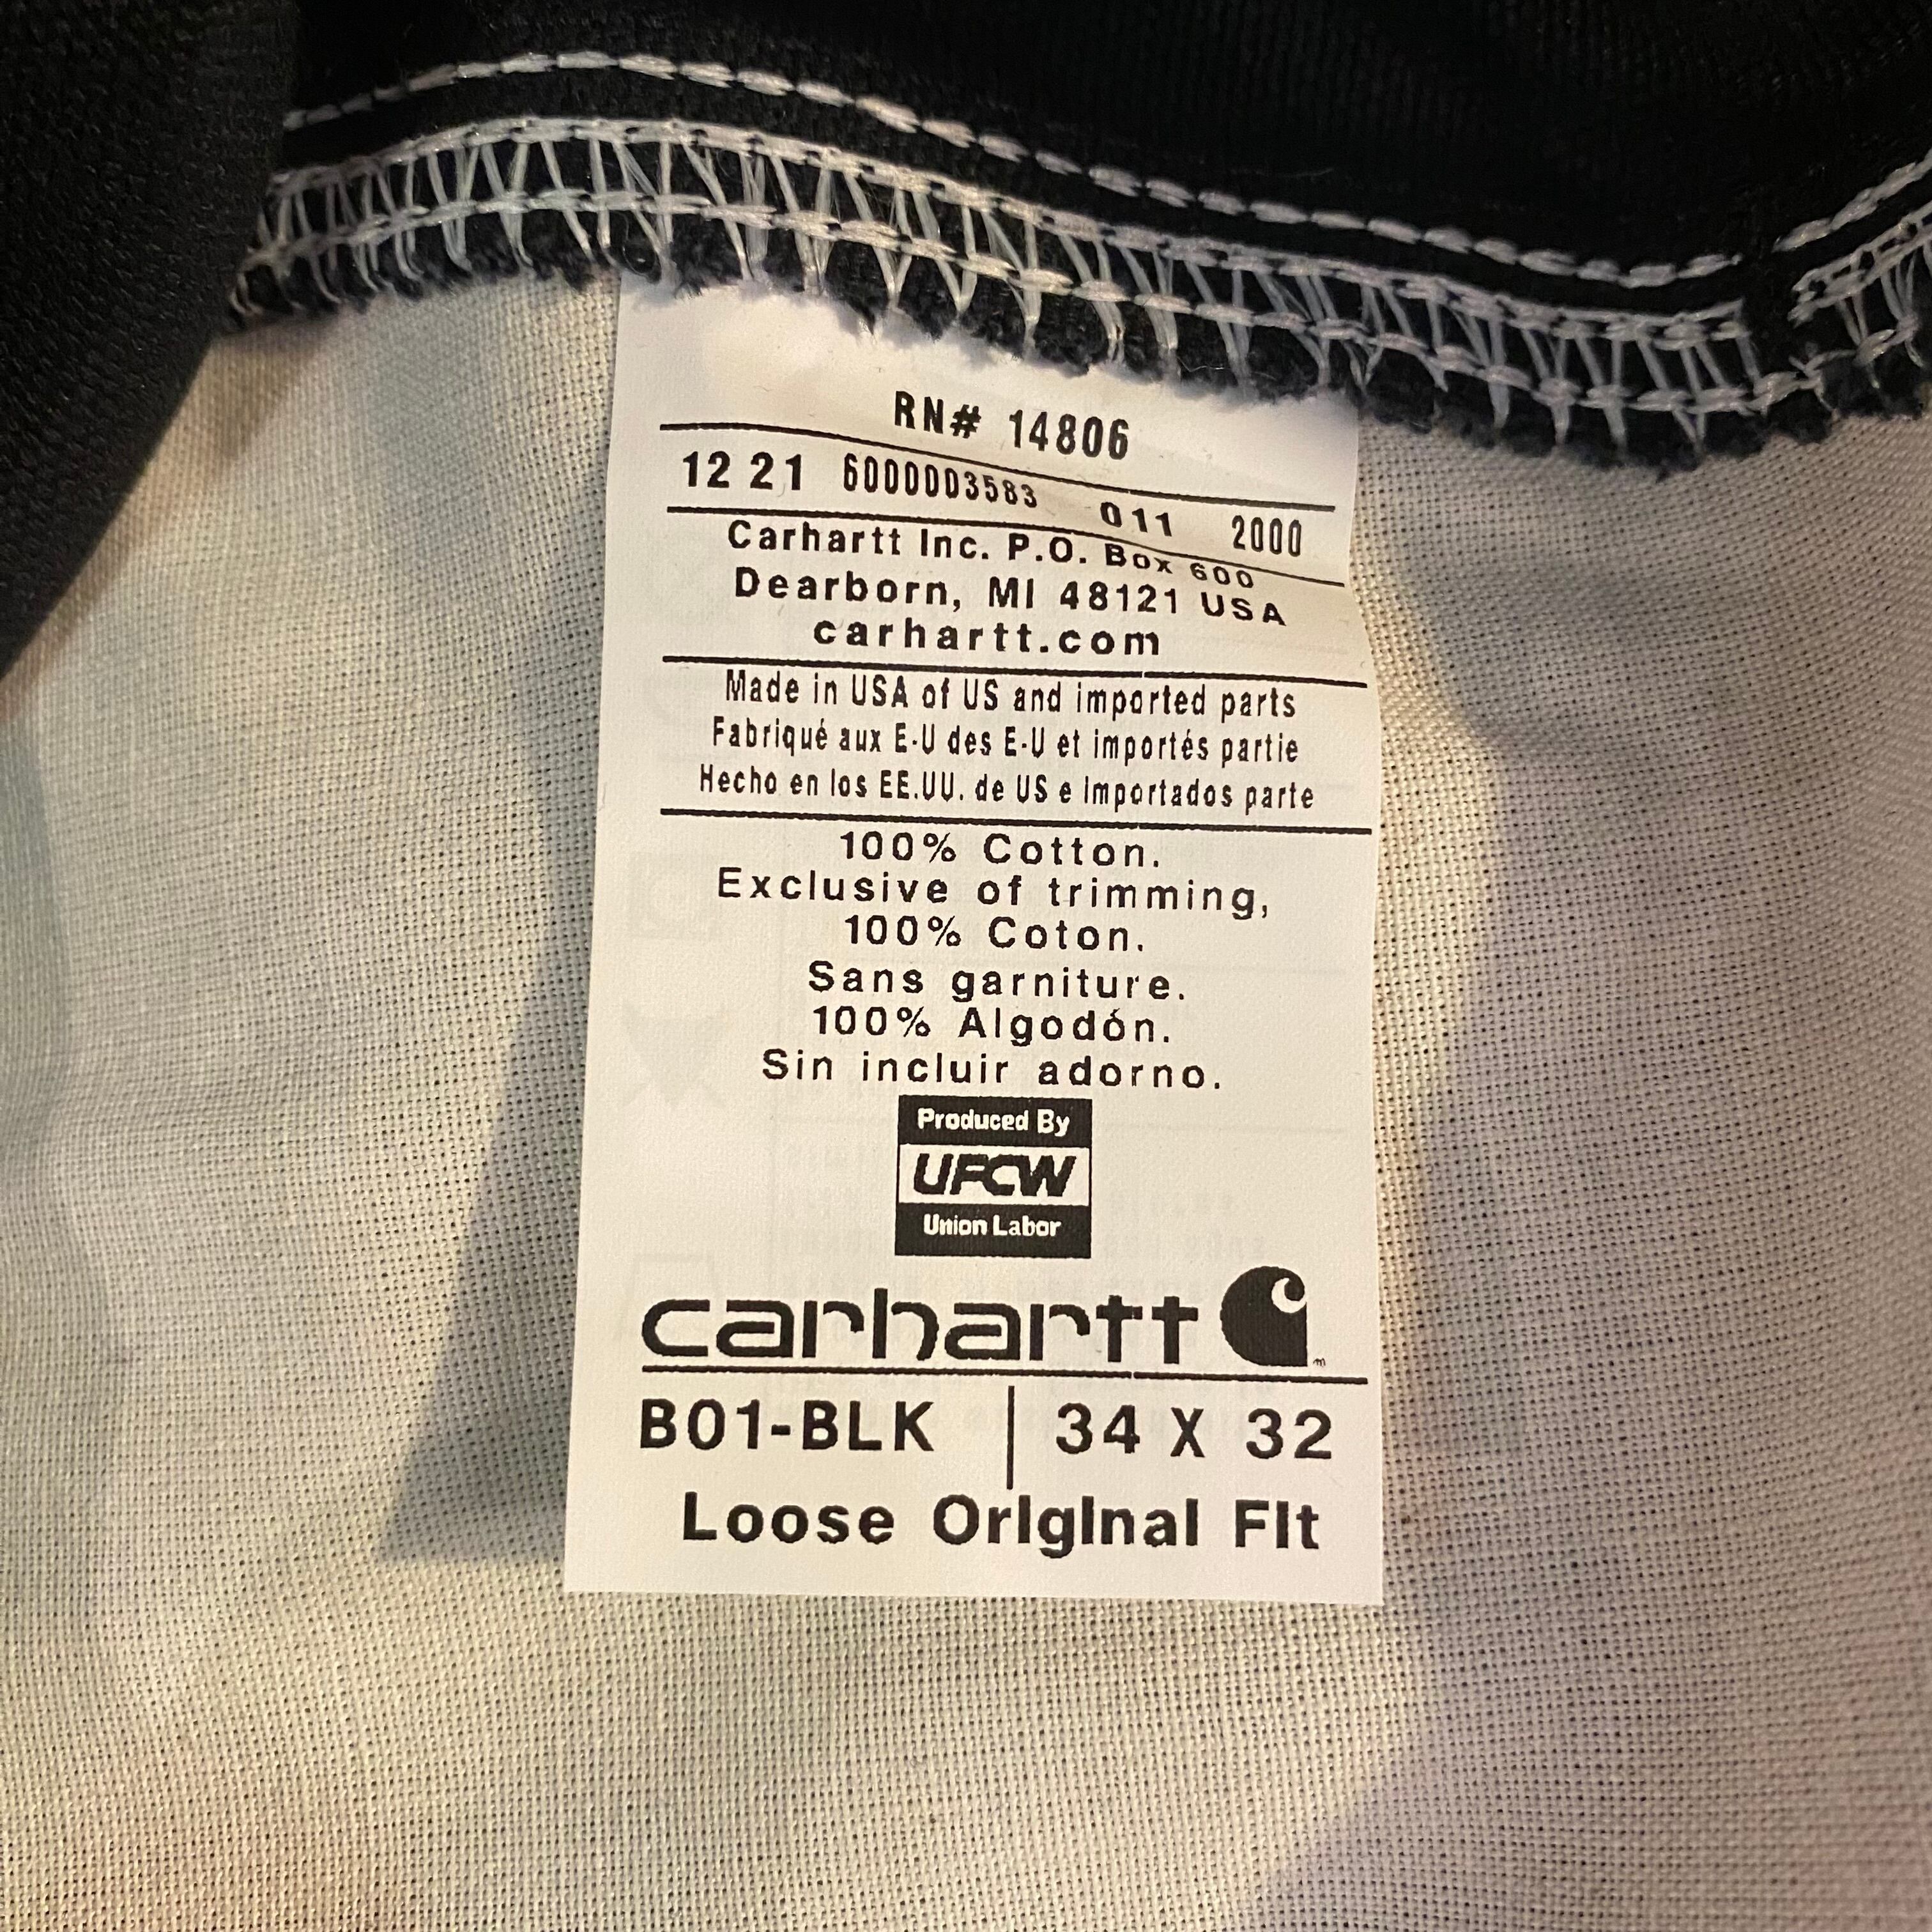 RN# 14806
12 21 6000003583 011 2000
Carhartt Inc. P.O. Box 600
Dearborn, MI 48121 USA
carhartt.com
Made in USA of US and imported parts
Fabriqué aux E-U des E-U et importés partie
Hecho en los EE.UU. de US e importados parte
100% Cotton.
Exclusive of trimming,
100% Coton.
Sans garniture.
100% Algodón.
Sin incluir adorno.
Produced By
UFCW
Union Labor
carhartt
B01-BLK | 34 X 32
Loose Original Fit